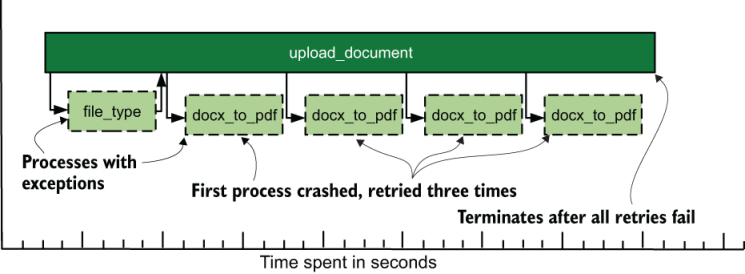 upload_document
file_type
docx_to_pdf
docx_to_pdf
docx_to_pdf
docx_to_pdf
Processes with
exceptions
First process crashed, retried three times
Terminates after all retries fail
Time spent in seconds